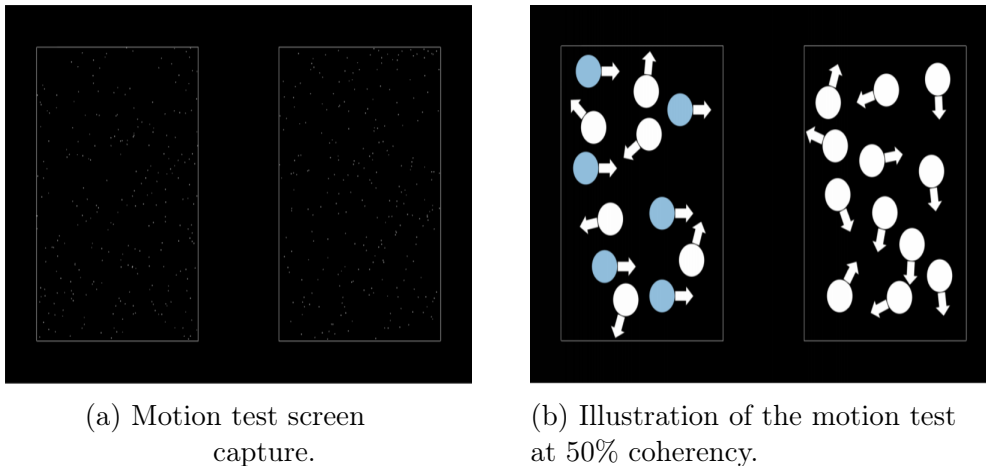 (a) Motion test screen
capture.
(b) Illustration of the motion test
at 50% coherency.